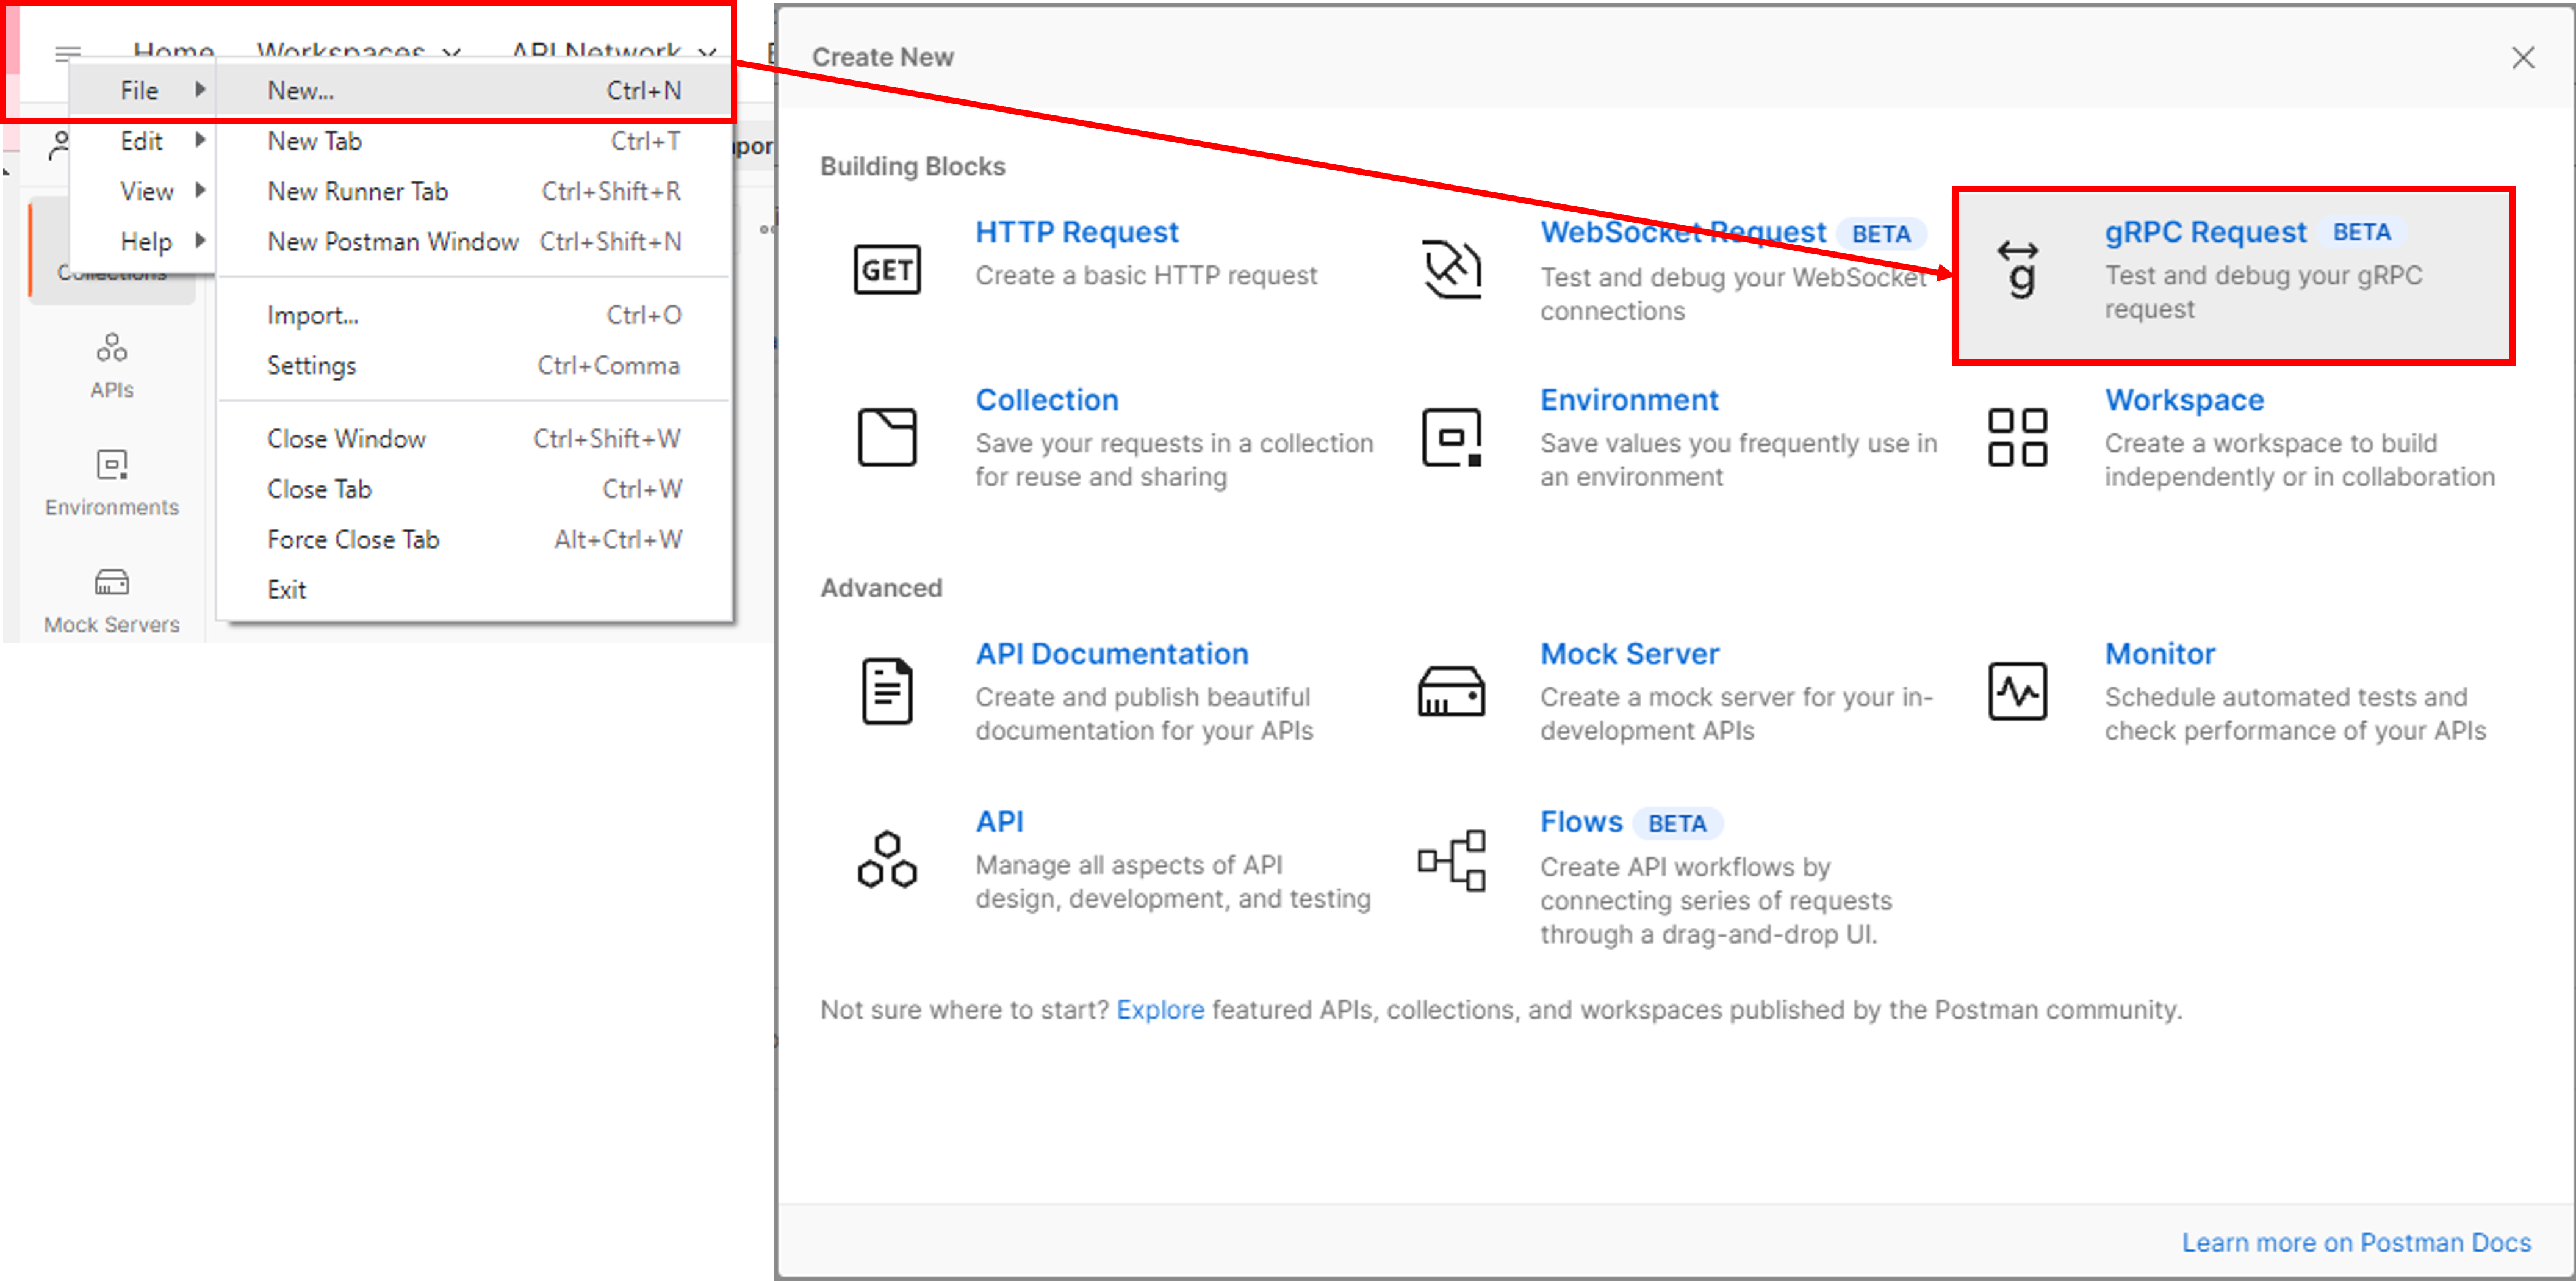 Home Workspaces API Network
File New... Ctrl+N
Edit New Tab Ctrl+T
View New Runner Tab Ctrl+Shift+R
Help New Postman Window Ctrl+Shift+N
Collections
Import... Ctrl+O
Settings Ctrl+Comma
APIs
Close Window Ctrl+Shift+W
Close Tab Ctrl+W
Environments
Force Close Tab Alt+Ctrl+W
Exit
Mock Servers
Create New
Building Blocks
GET
HTTP Request
Create a basic HTTP request
WebSocket Request BETA
Test and debug your WebSocket
connections
g
gRPC Request BETA
Test and debug your gRPC
request
Collection
Save your requests in a collection
for reuse and sharing
Environment
Save values you frequently use in
an environment
Workspace
Create a workspace to build
independently or in collaboration
Advanced
API Documentation
Create and publish beautiful
documentation for your APIs
Mock Server
Create a mock server for your in-
development APIs
Monitor
Schedule automated tests and
check performance of your APIs
API
Manage all aspects of API
design, development, and testing
Flows BETA
Create API workflows by
connecting series of requests
through a drag-and-drop UI.
Not sure where to start? Explore featured APIs, collections, and workspaces published by the Postman community.
Learn more on Postman Docs